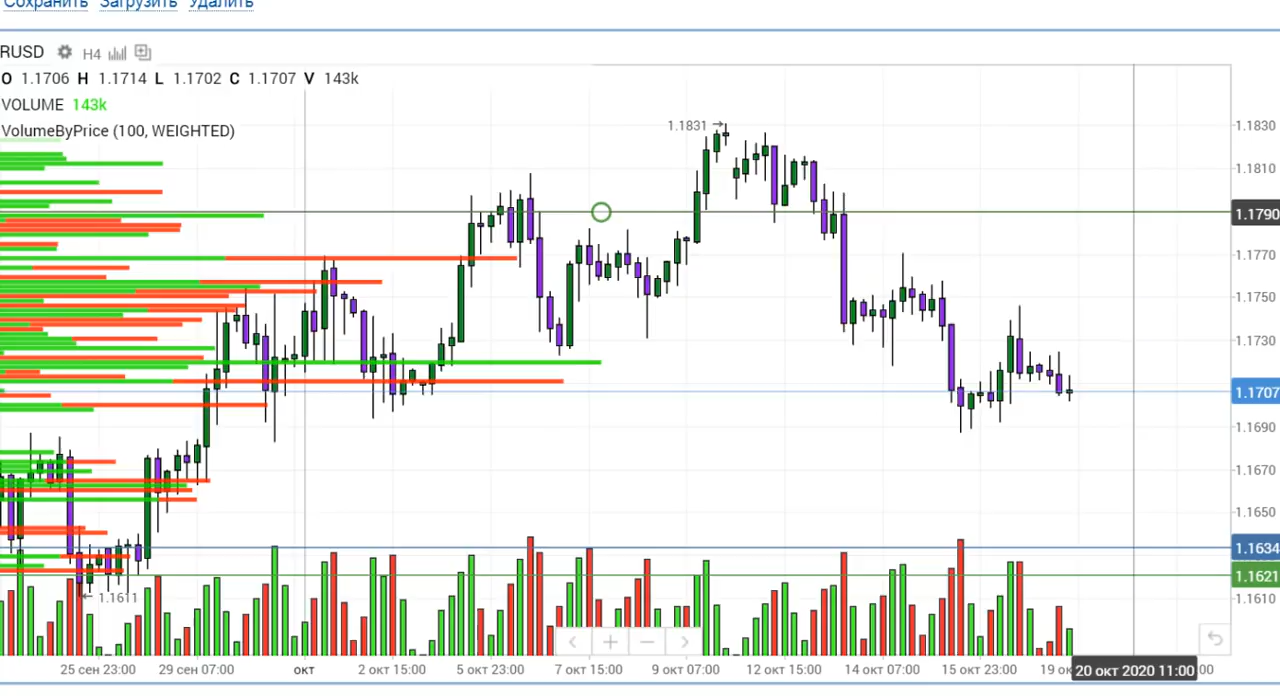 Сохранить Загрузить Удалить
RUSD H4
O 1.1706 H 1.1714 L 1.1702 C 1.1707 V 143k
VOLUME 143k
VolumeByPrice (100, WEIGHTED)
1.1831
1.1611
1.1830
1.1810
1.1790
1.1770
1.1750
1.1730
1.1707
1.1690
1.1670
1.1650
1.1634
1.1621
1.1610
25 сен 23:00 29 сен 07:00 окт 2 окт 15:00 5 окт 23:00 7 окт 15:00 9 окт 07:00 12 окт 15:00 14 окт 07:00 15 окт 23:00 19 ок 20 окт 2020 11:00 00